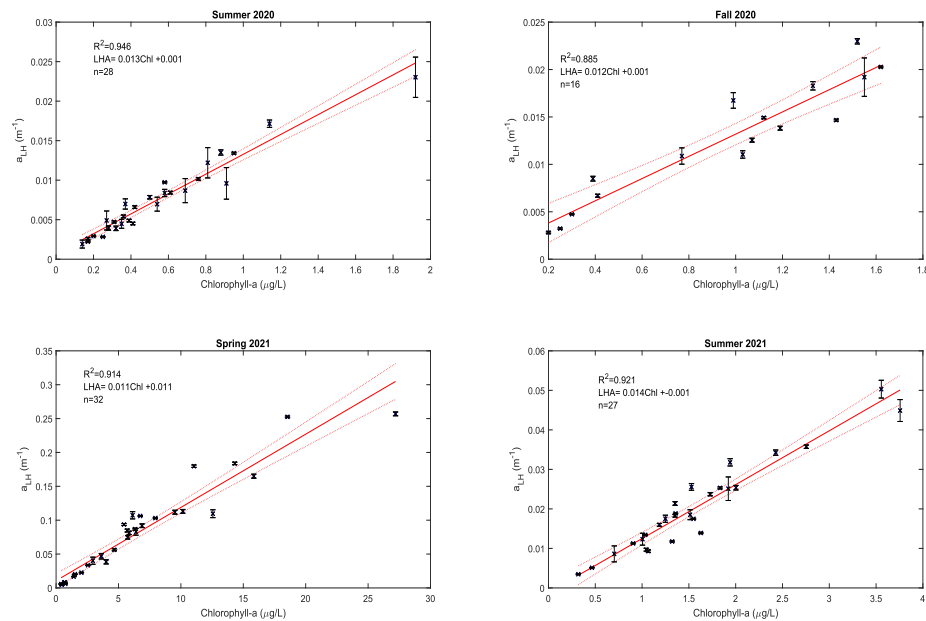 Summer 2020
R²=0.946
LHA= 0.013Chl +0.001
n=28
0.03
0.025
0.02
0.015
0.01
0.005
0
a_LH (m⁻¹)
0 0.2 0.4 0.6 0.8 1 1.2 1.4 1.6 1.8 2
Chlorophyll-a (μg/L)
Fall 2020
R²=0.885
LHA= 0.012Chl +0.001
n=16
0.025
0.02
0.015
0.01
0.005
0
a_LH (m⁻¹)
0.2 0.4 0.6 0.8 1 1.2 1.4 1.6 1.8
Chlorophyll-a (μg/L)
Spring 2021
R²=0.914
LHA= 0.011Chl +0.011
n=32
0.35
0.3
0.25
0.2
0.15
0.1
0.05
0
a_LH (m⁻¹)
0 5 10 15 20 25 30
Chlorophyll-a (μg/L)
Summer 2021
R²=0.921
LHA= 0.014Chl +-0.001
n=27
0.06
0.05
0.04
0.03
0.02
0.01
0
a_LH (m⁻¹)
0 0.5 1 1.5 2 2.5 3 3.5 4
Chlorophyll-a (μg/L)